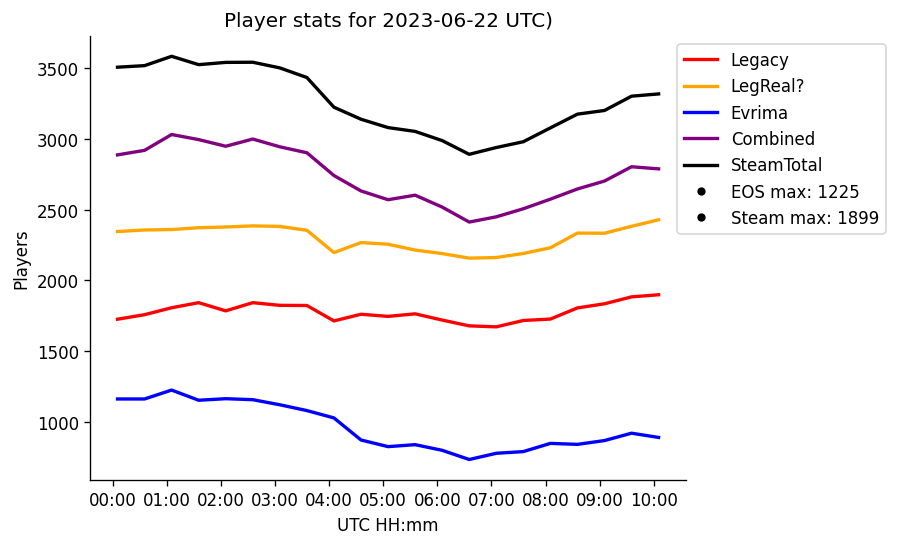 Player stats for 2023-06-22 UTC)
Players
3500
3000
2500
2000
1500
1000
00:00 01:00 02:00 03:00 04:00 05:00 06:00 07:00 08:00 09:00 10:00
UTC HH:mm
Legacy
LegReal?
Evrima
Combined
SteamTotal
EOS max: 1225
Steam max: 1899